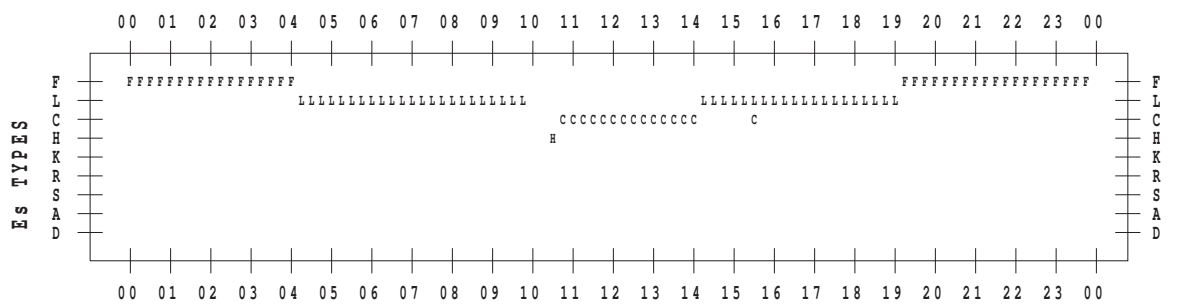 00 01 02 03 04 05 06 07 08 09 10 11 12 13 14 15 16 17 18 19 20 21 22 23 00
F FFFFFFFFFFFFFFFFF FFFFFFFFFFFFFFFFFFF F
L LLLLLLLLLLLLLLLLLLLLLLL LLLLLLLLLLLLLLLLLLLL L
C CCCCCCCCCCCCCC C C
H H H
K K
R R
S S
A A
D D
Es TYPES
00 01 02 03 04 05 06 07 08 09 10 11 12 13 14 15 16 17 18 19 20 21 22 23 00